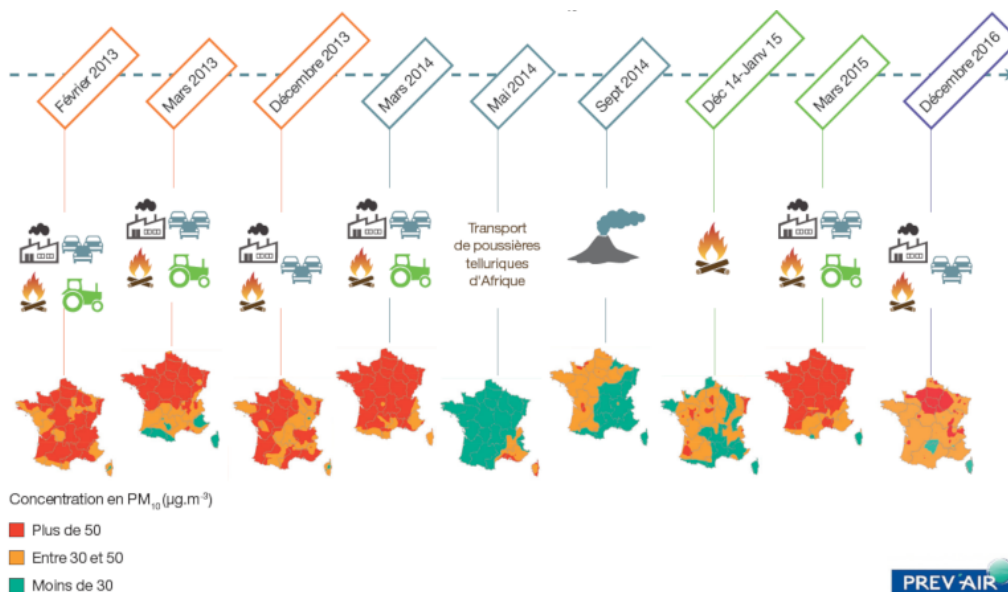 Février 2013
Mars 2013
Décembre 2013
Mars 2014
Mai 2014
Sept 2014
Déc 14-Janv 15
Mars 2015
Décembre 2016
Transport
de poussières
telluriques
d'Afrique
Concentration en PM₁₀ (µg.m⁻³)
Plus de 50
Entre 30 et 50
Moins de 30
PREV'AIR